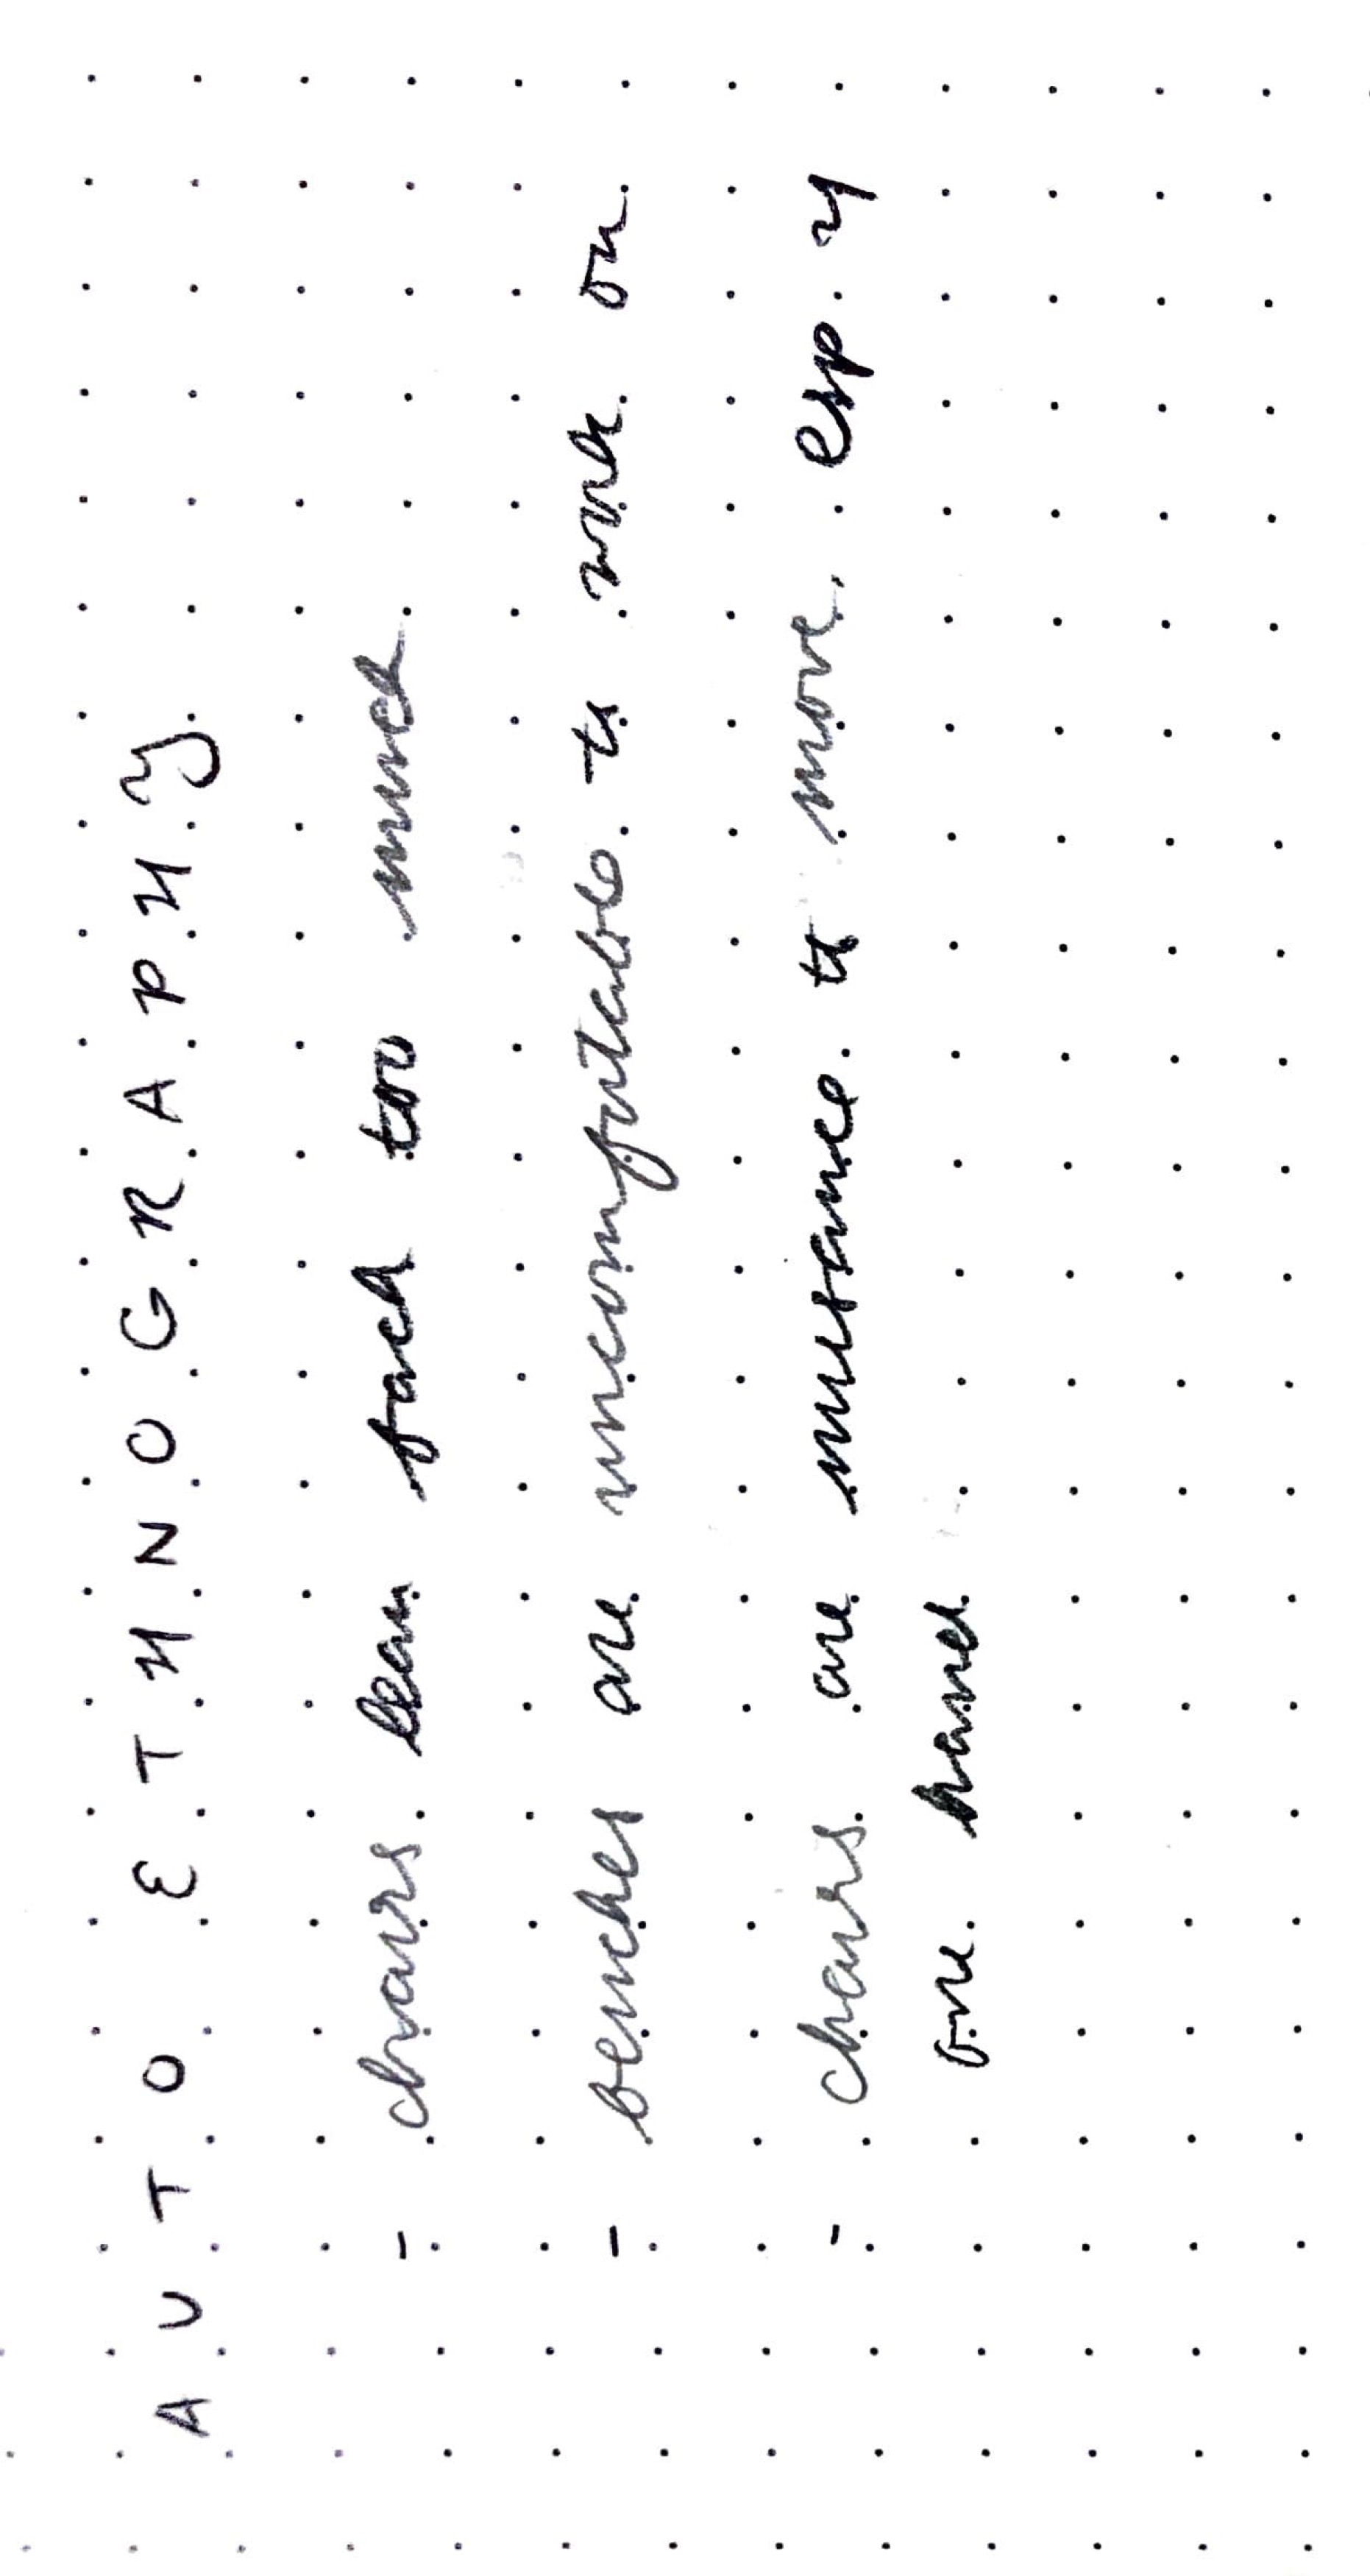 AUTO ETHNOGRAPHY
- chairs lean back too much
- benches are uncomfortable to work on
- chairs are nuisance to move esp. if
one hand